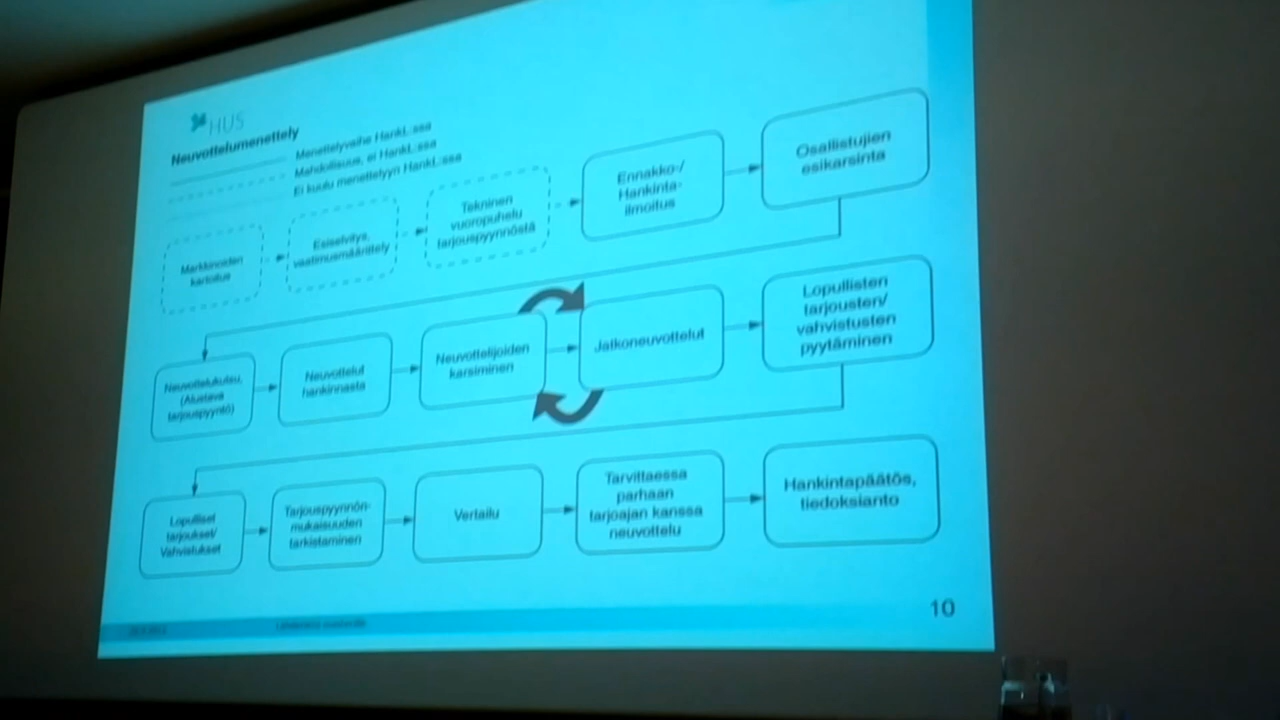 HUS
Neuvottelumenettely
Menettelyvaihe HankL:ssa
Mahdollisuus, ei HankL:ssa
Ei kuulu menettelyyn HankL:ssa
Markkinoiden
kartoitus
Esiselvitys,
vaatimusmäärittely
Tekninen
vuoropuhelu
tarjouspyynnöstä
Ennakko-/
Hankinta-
ilmoitus
Osallistujien
esikarsinta
Neuvottelukutsu,
(Alustava
tarjouspyyntö)
Neuvottelut
hankinnasta
Neuvottelijoiden
karsiminen
Jatkoneuvottelut
Lopullisten
tarjousten/
vahvistusten
pyytäminen
Lopulliset
tarjoukset/
Vahvistukset
Tarjouspyynnön-
mukaisuuden
tarkistaminen
Vertailu
Tarvittaessa
parhaan
tarjoajan kanssa
neuvottelu
Hankintapäätös,
tiedoksianto
10